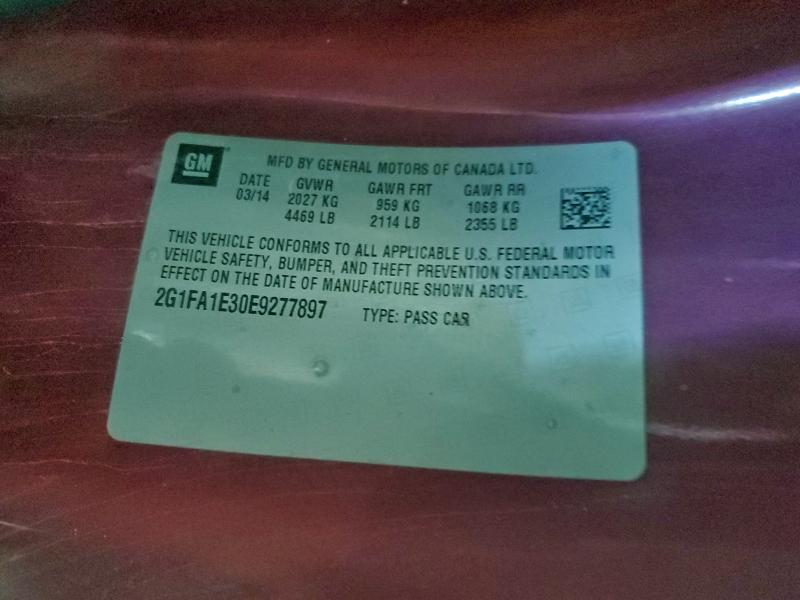 GM
MFD BY GENERAL MOTORS OF CANADA LTD.
DATE GVWR GAWR FRT GAWR RR
03/14 2027 KG 959 KG 1068 KG
4469 LB 2114 LB 2355 LB
THIS VEHICLE CONFORMS TO ALL APPLICABLE U.S. FEDERAL MOTOR
VEHICLE SAFETY, BUMPER, AND THEFT PREVENTION STANDARDS IN
EFFECT ON THE DATE OF MANUFACTURE SHOWN ABOVE.
2G1FA1E30E9277897 TYPE: PASS CAR